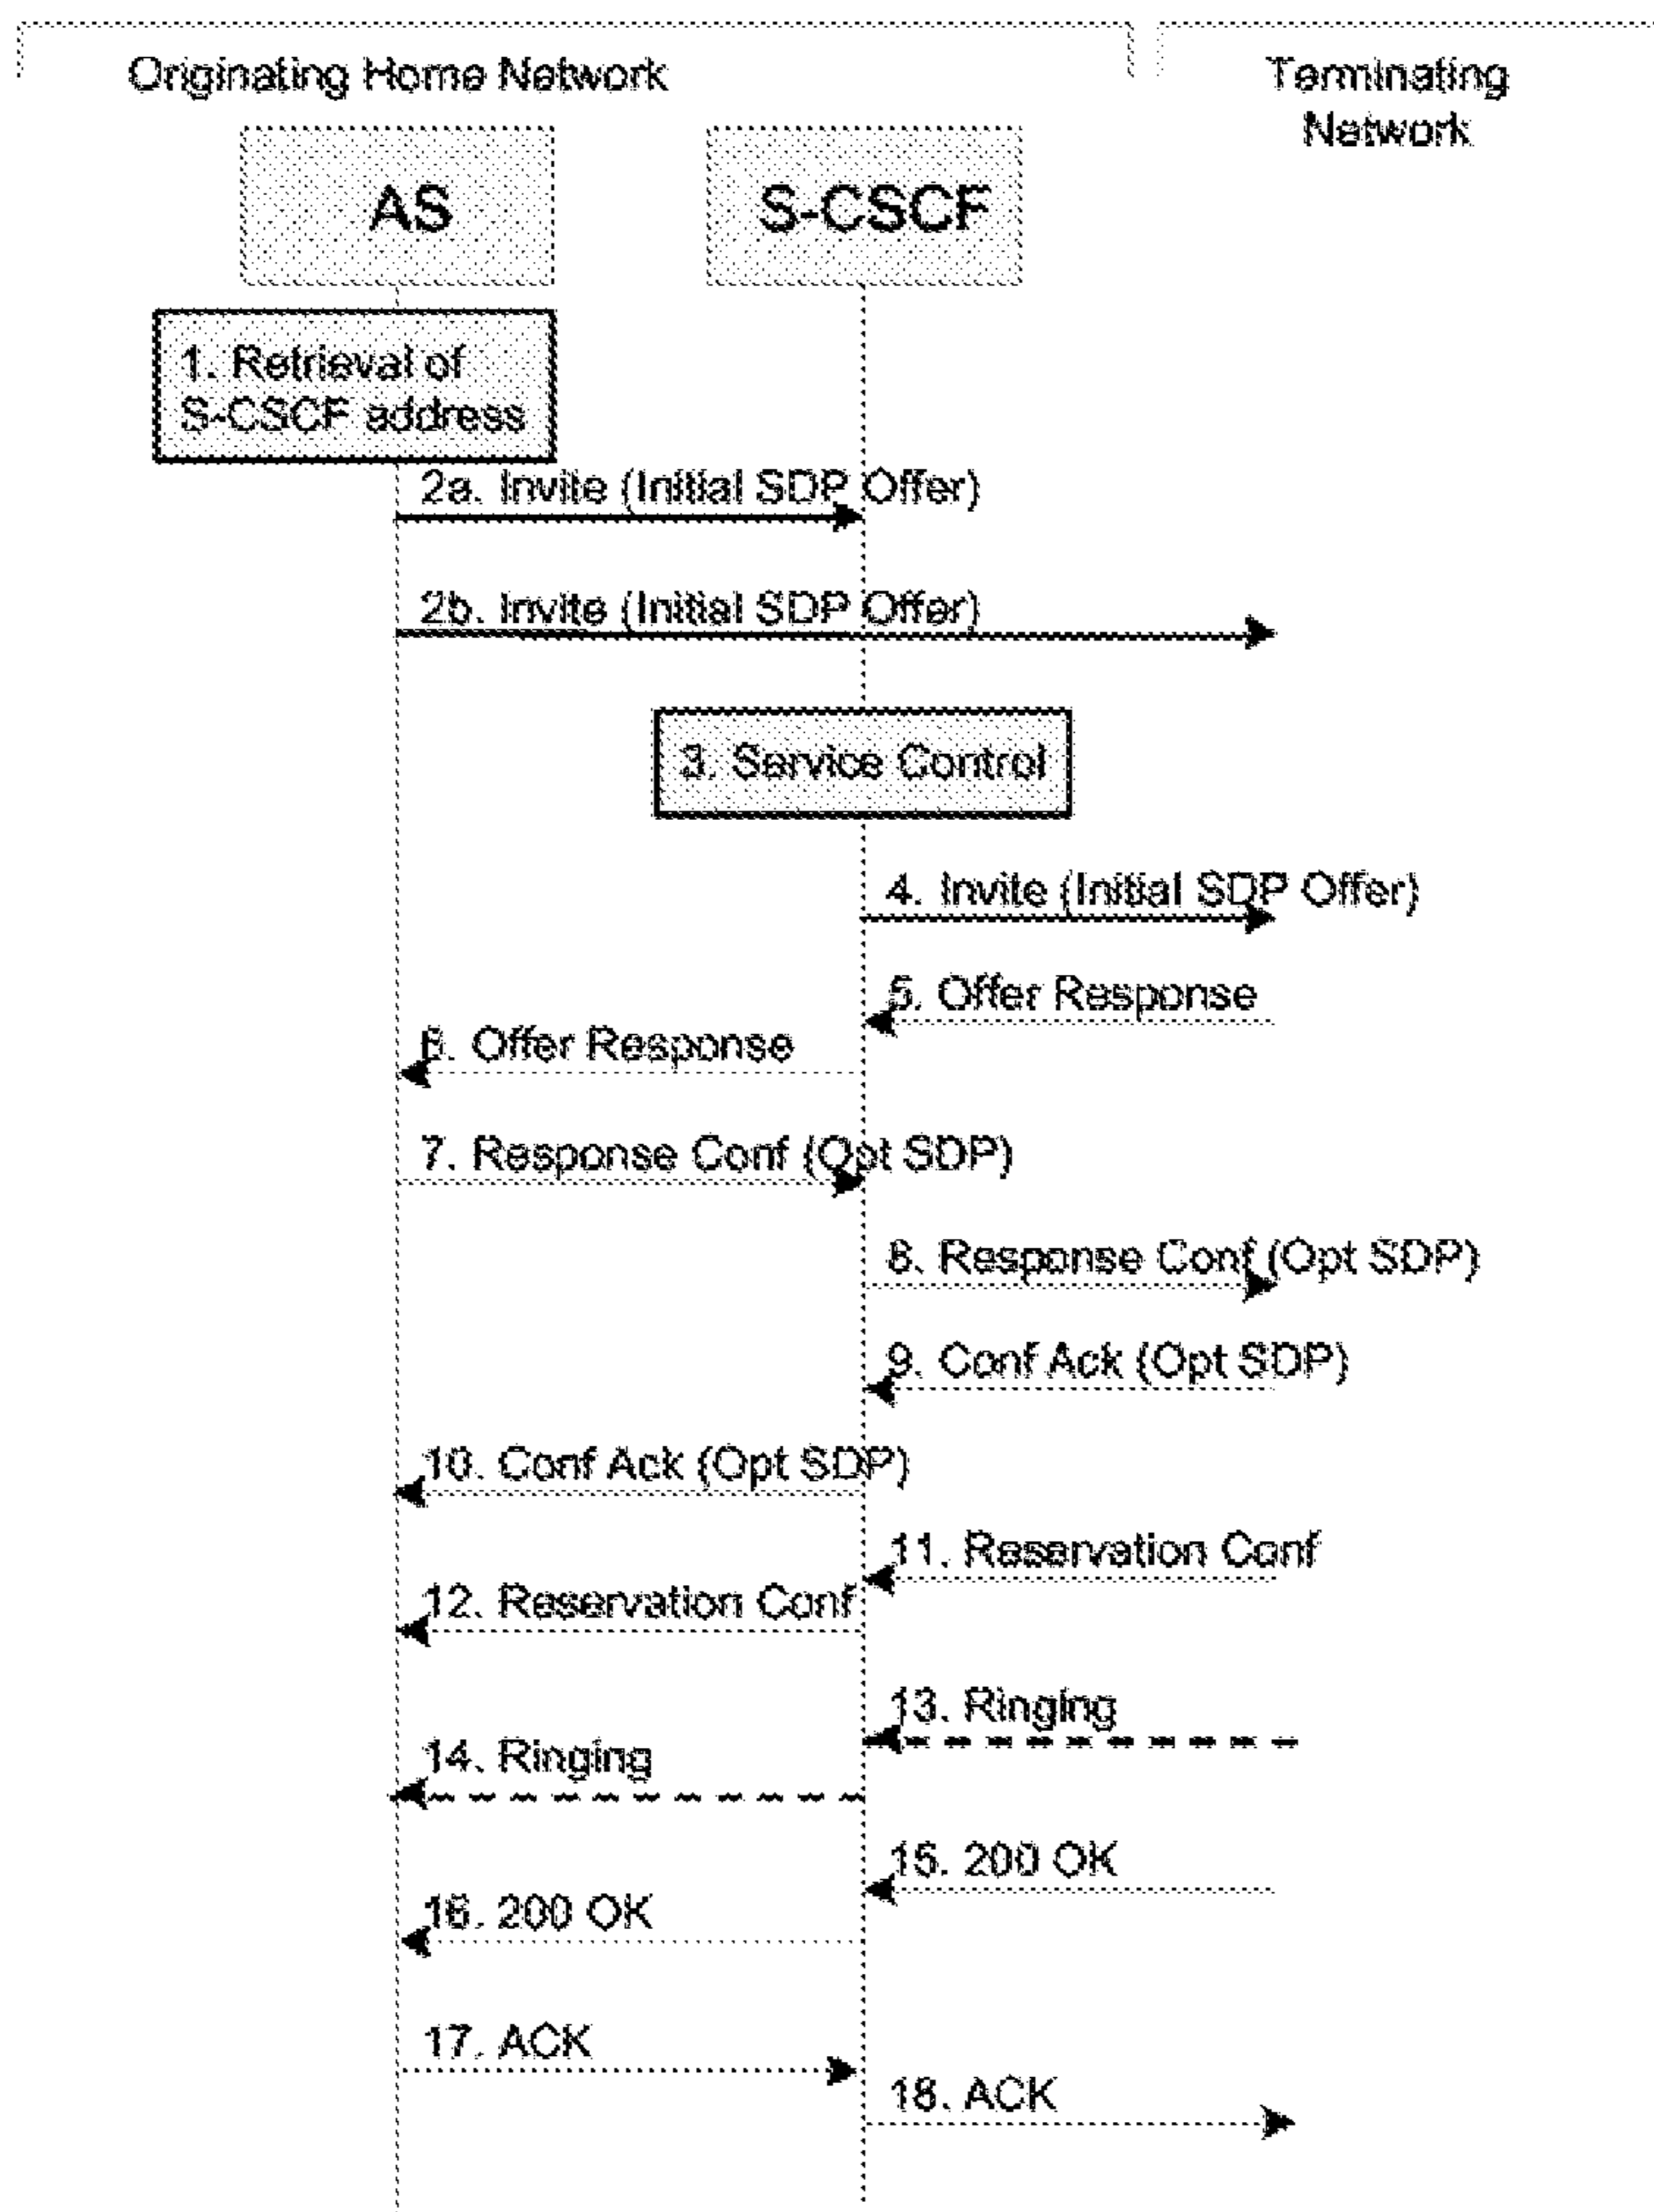 Originating Home Network
Terminating
Network
AS
S-CSCF
1. Retrieval of
S-CSCF address
2a. Invite (Initial SDP Offer)
2b. Invite (Initial SDP Offer)
3. Service Control
4. Invite (Initial SDP Offer)
5. Offer Response
6. Offer Response
7. Response Conf (Opt SDP)
8. Response Conf (Opt SDP)
9. Conf Ack (Opt SDP)
10. Conf Ack (Opt SDP)
11. Reservation Conf
12. Reservation Conf
13. Ringing
14. Ringing
15. 200 OK
16. 200 OK
17. ACK
18. ACK